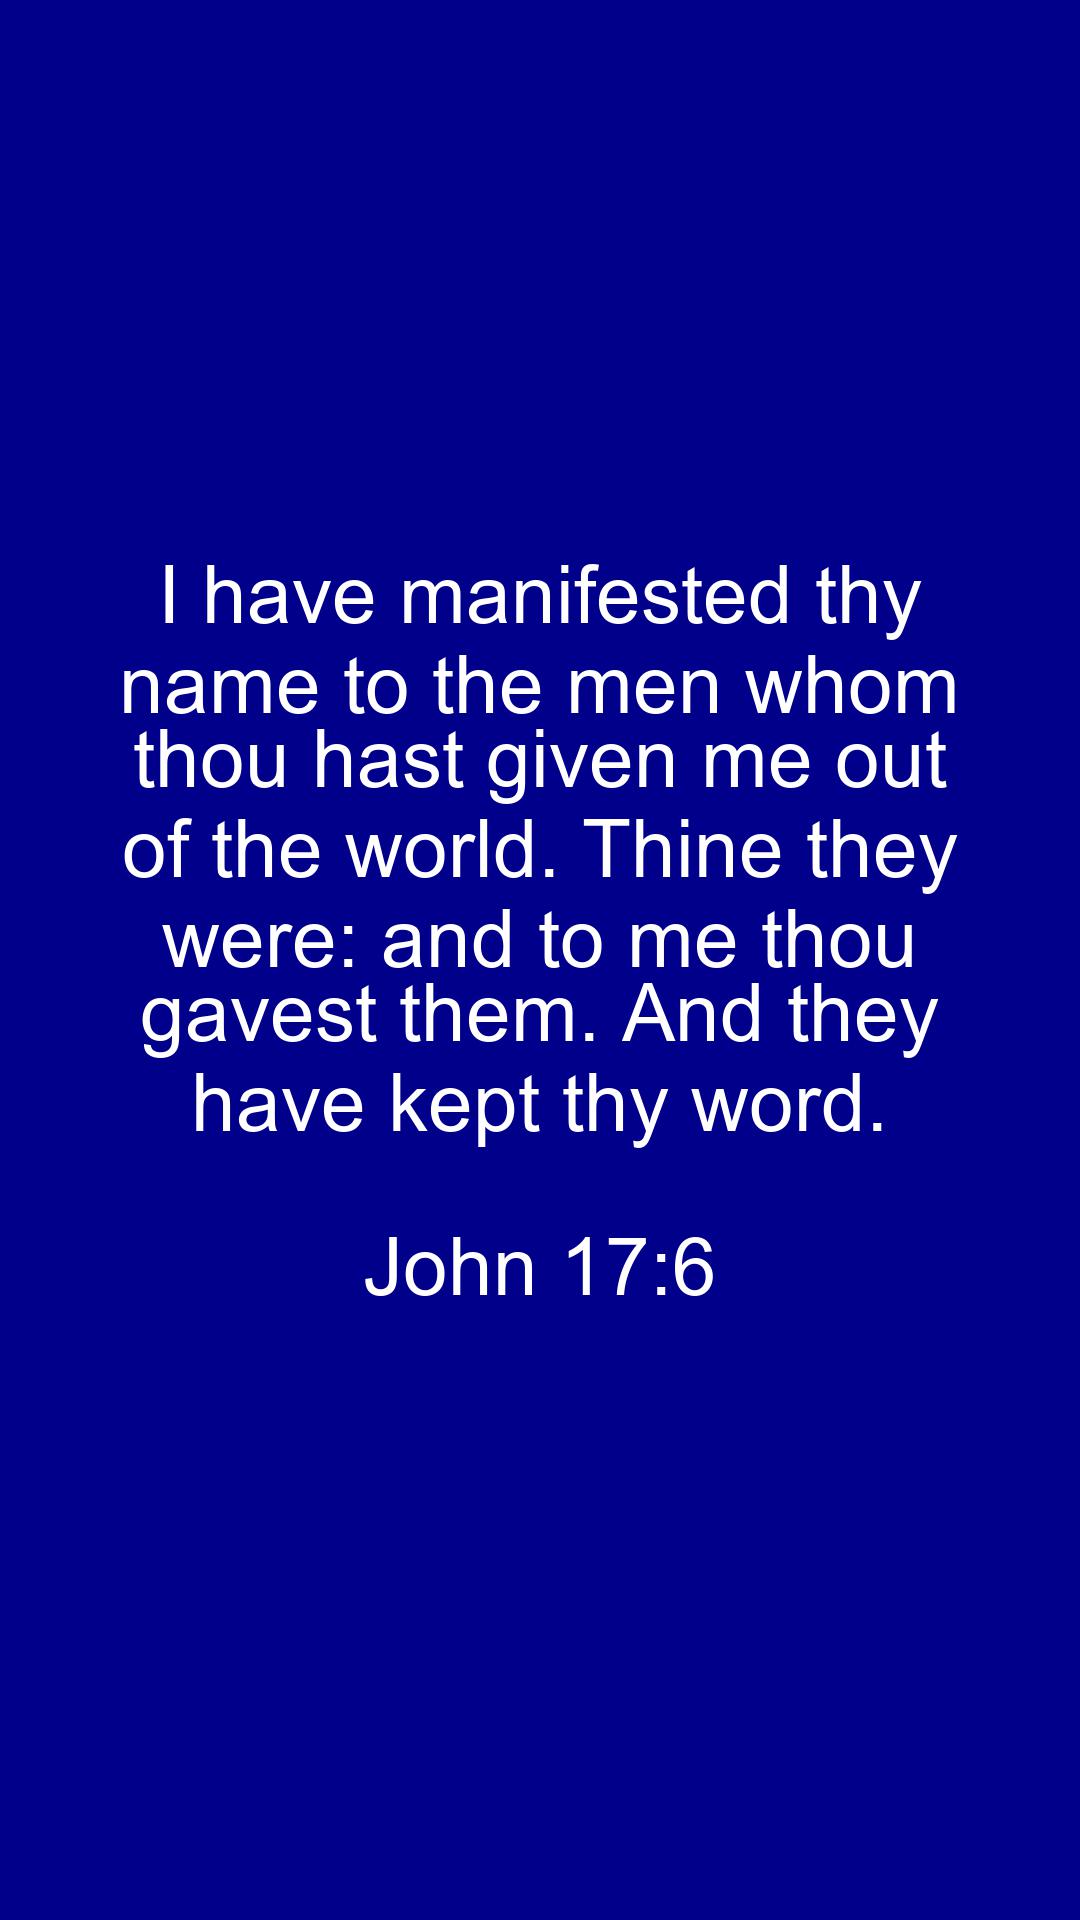 I have manifested thy
name to the men whom
thou hast given me out
of the world. Thine they
were: and to me thou
gavest them. And they
have kept thy word.
John 17:6